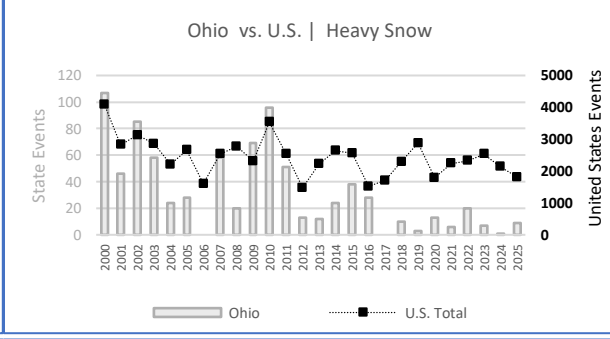 Ohio vs. U.S. | Heavy Snow
120
100
80
60
40
20
0
State Events
5000
4000
3000
2000
1000
0
United States Events
2000 2001 2002 2003 2004 2005 2006 2007 2008 2009 2010 2011 2012 2013 2014 2015 2016 2017 2018 2019 2020 2021 2022 2023 2024 2025
Ohio U.S. Total